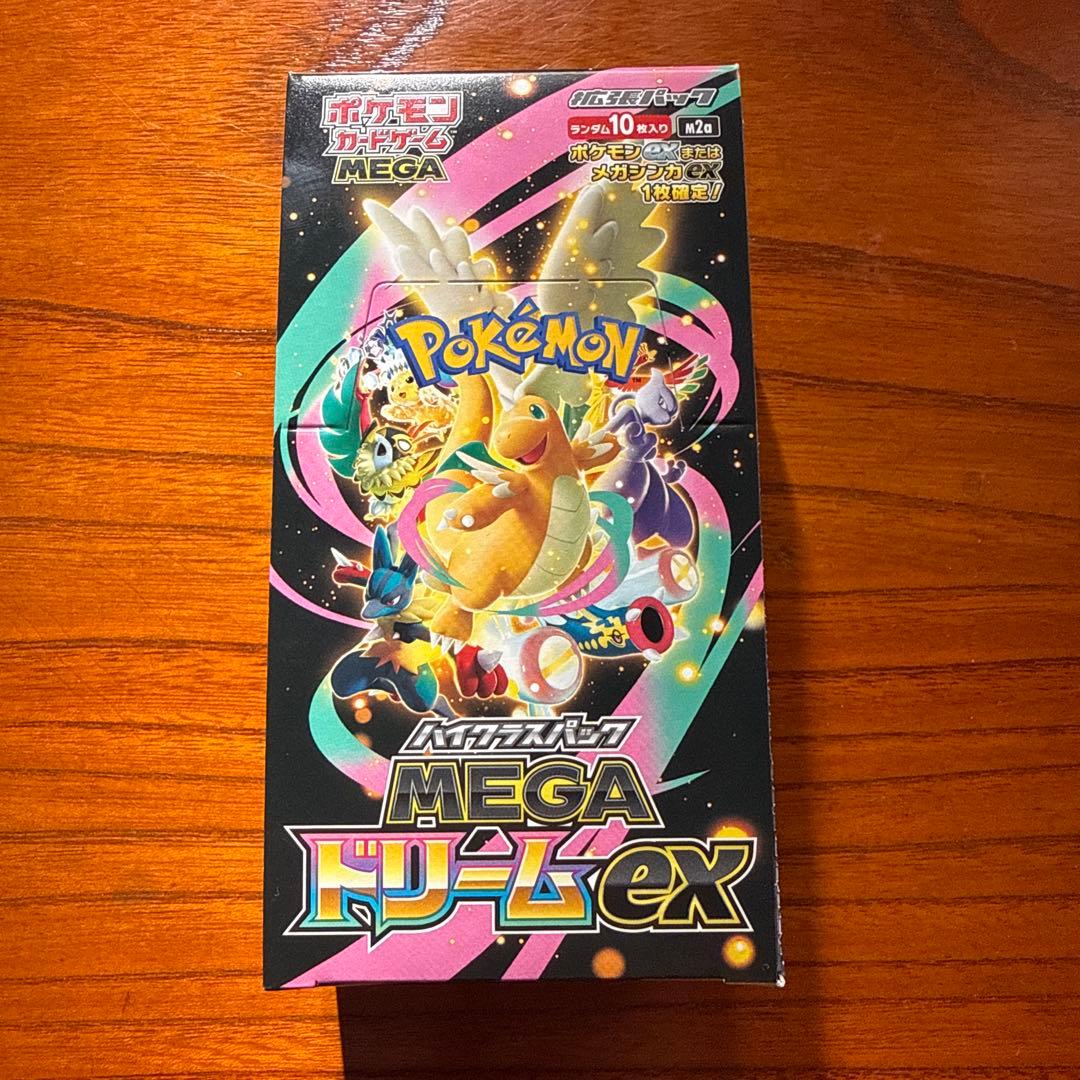 ポケモン
カードゲーム
MEGA
拡張パック
ランダム10枚入り M2a
ポケモンexまたは
メガシンカex
1枚確定!
POKéMON
TM
ハイクラスパック
MEGA
ドリームex